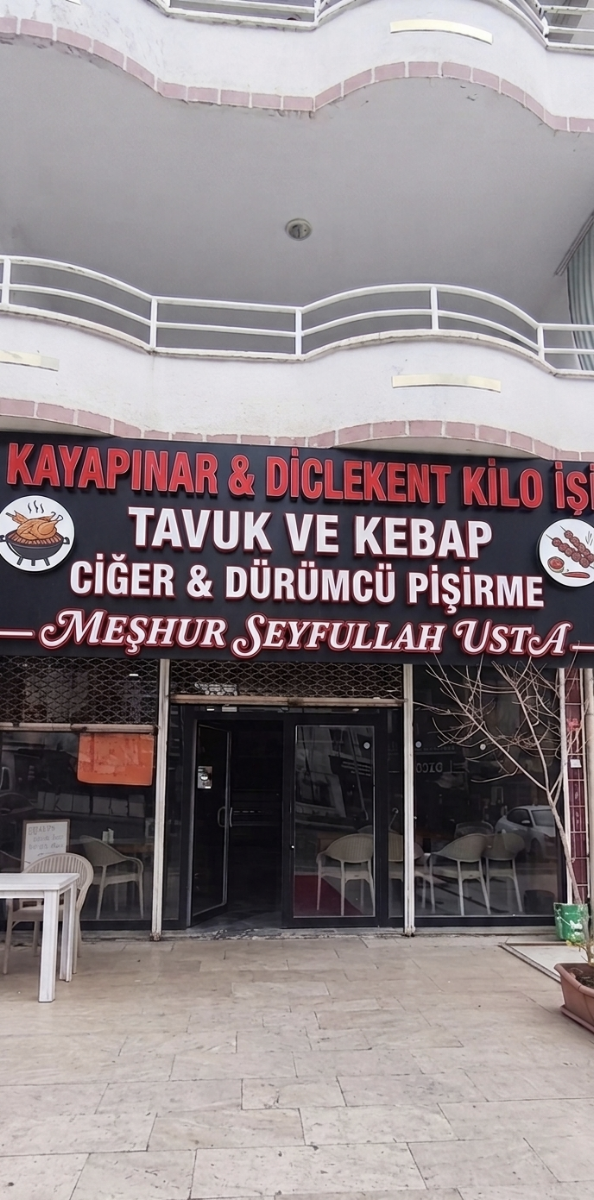 KAYAPINAR & DİCLEKENT KİLO İŞİ
TAVUK VE KEBAP
CİĞER & DÜRÜMCÜ PİŞİRME
MEŞHUR SEYFULLAH USTA